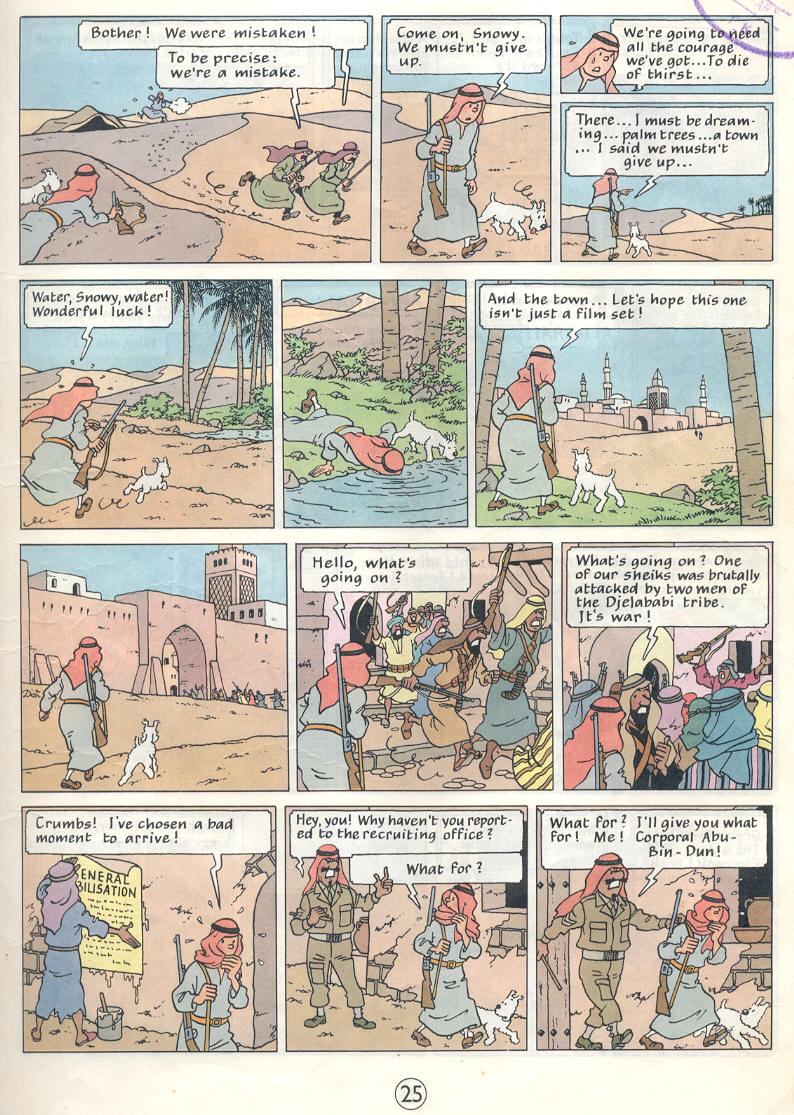 Bother! We were mistaken!
To be precise:
we're a mistake.
Come on, Snowy.
We mustn't give
up.
We're going to need
all the courage
we've got...To die
of thirst...
There... I must be dream-
ing... palm trees...a town
... I said we mustn't
give up...
Water, Snowy, water!
Wonderful luck!
And the town... Let's hope this one
isn't just a film set!
Hello, what's
going on?
What's going on? One
of our sheiks was brutally
attacked by two men of
the Djelababi tribe.
It's war!
Crumbs! I've chosen a bad
moment to arrive!
ENERAL
BILISATION
Hey, you! Why haven't you report-
ed to the recruiting office?
What for?
What for? I'll give you what
for! Me! Corporal Abu-
Bin-Dun!
25